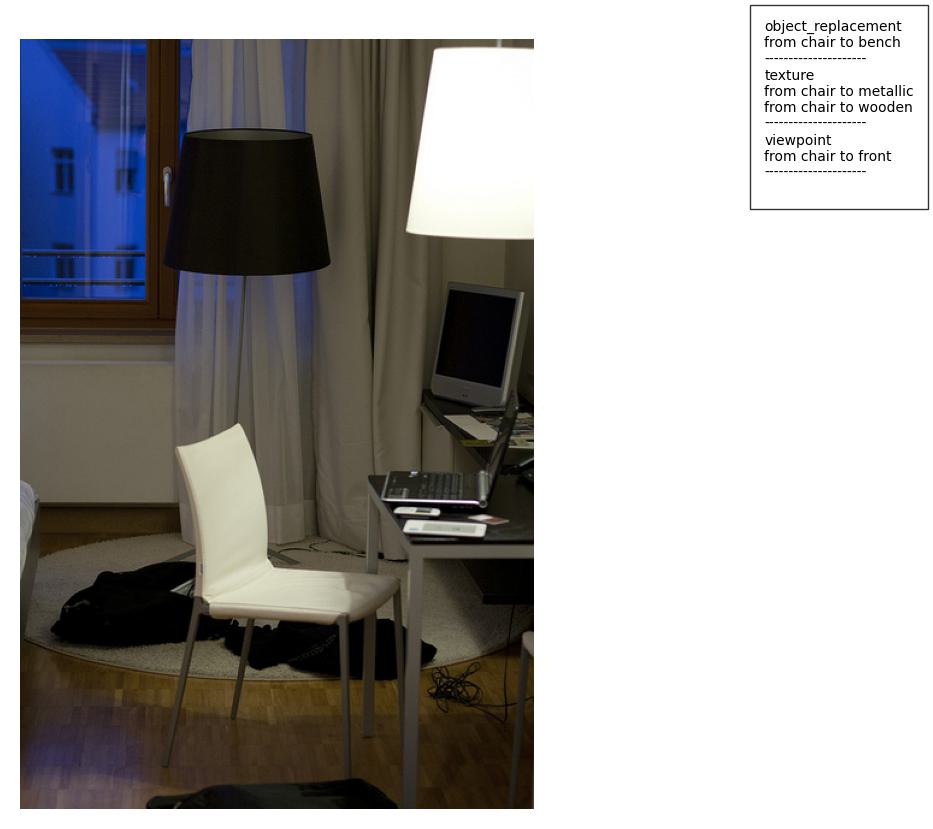 object_replacement
from chair to bench
---------------------
texture
from chair to metallic
from chair to wooden
---------------------
viewpoint
from chair to front
---------------------